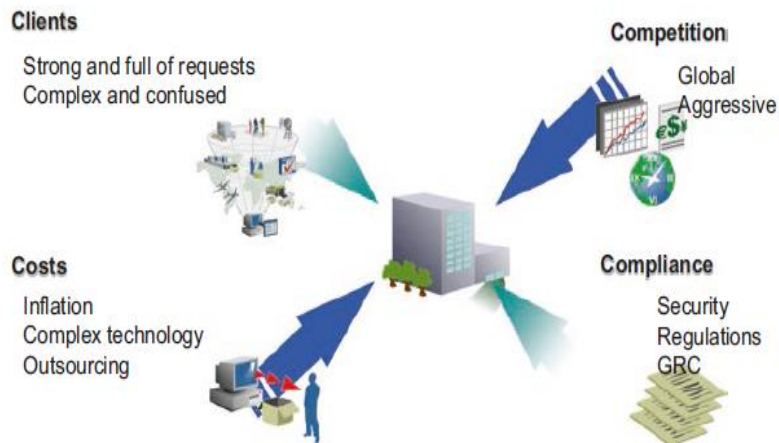 Clients
Strong and full of requests
Complex and confused
Competition
Global
Aggressive
Costs
Inflation
Complex technology
Outsourcing
Compliance
Security
Regulations
GRC